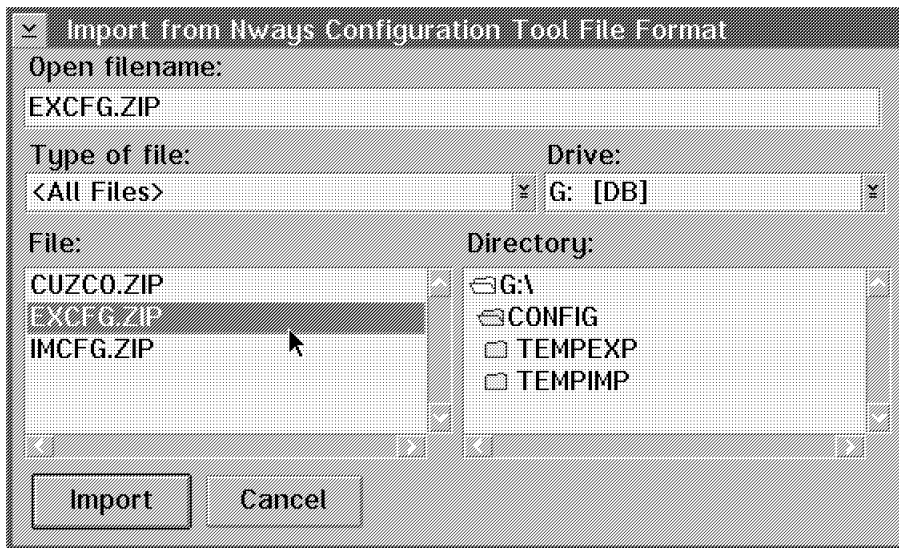 Import from Nways Configuration Tool File Format
Open filename:
EXCFG.ZIP
Type of file:
Drive:
<All Files>
G: [DB]
File:
Directory:
CUZCO.ZIP
EXCFG.ZIP
IMCFG.ZIP
G:\
CONFIG
TEMPEXP
TEMPIMP
Import
Cancel